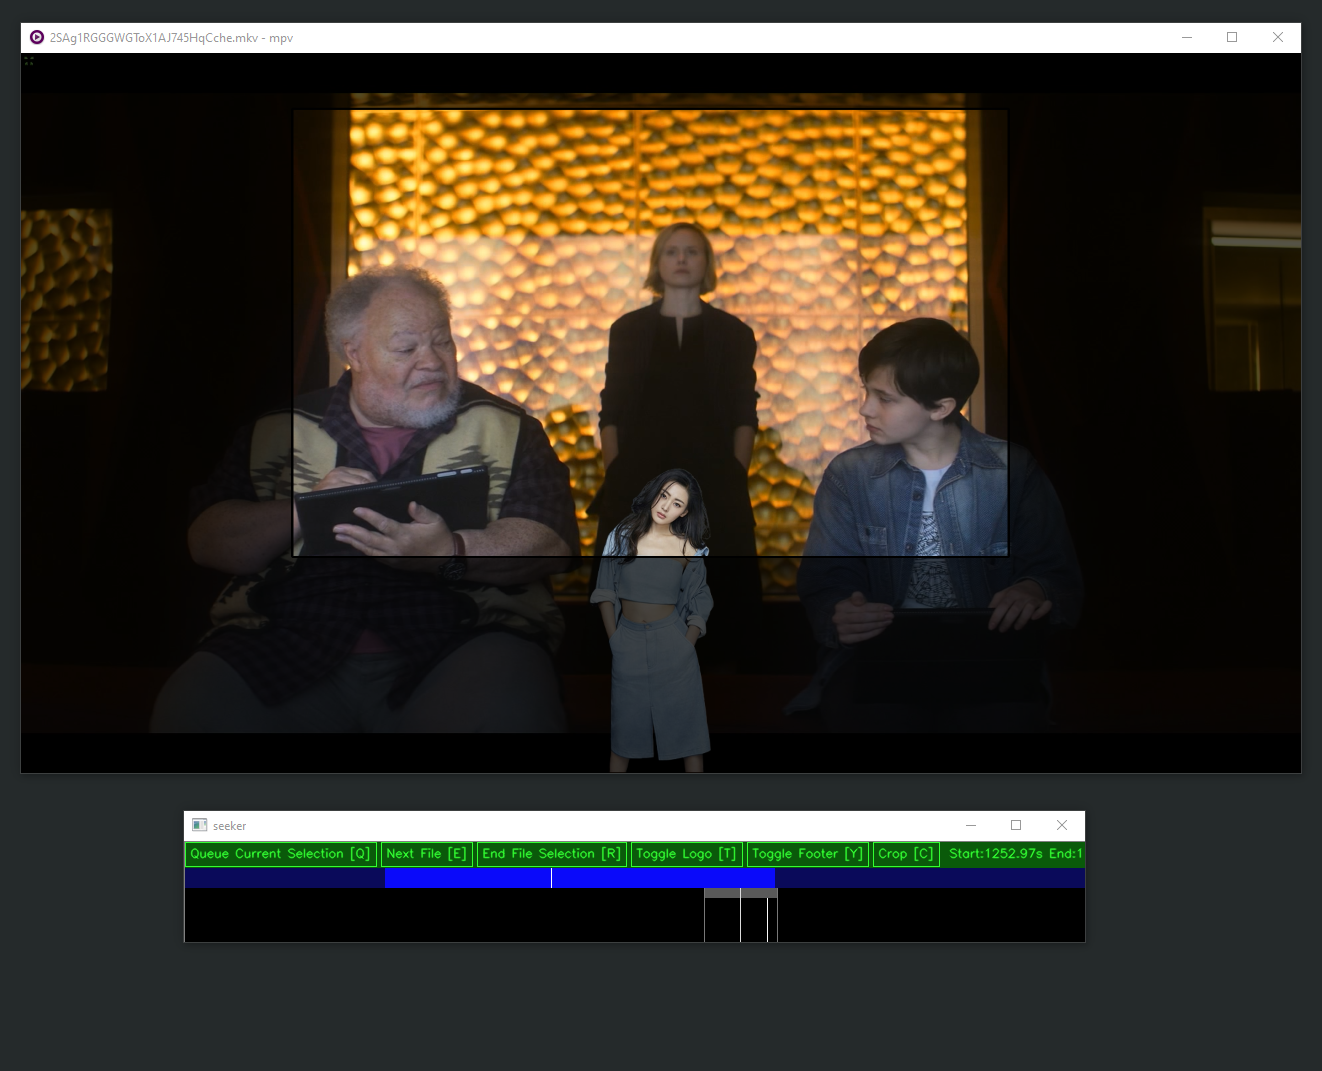 2SAg1RGGGWGToX1AJ745HqCche.mkv - mpv
seeker
Queue Current Selection [Q] Next File [E] End File Selection [R] Toggle Logo [T] Toggle Footer [Y] Crop [C] Start:1252.97s End:1